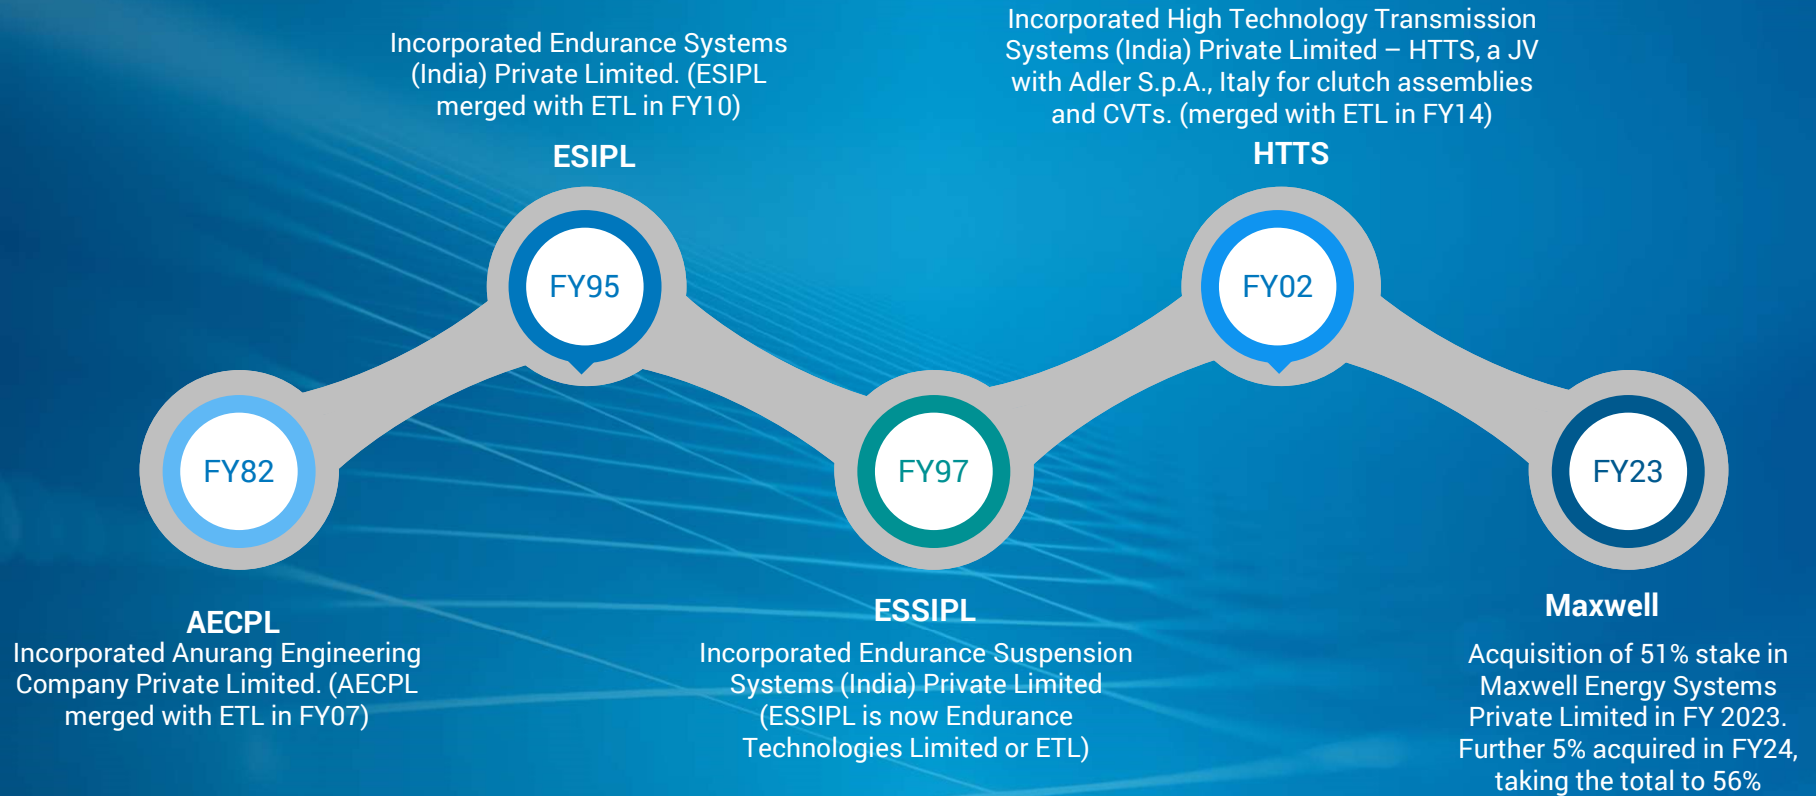 Incorporated Endurance Systems
(India) Private Limited. (ESIPL
merged with ETL in FY10)
ESIPL
FY95
Incorporated High Technology Transmission
Systems (India) Private Limited – HTTS, a JV
with Adler S.p.A., Italy for clutch assemblies
and CVTs. (merged with ETL in FY14)
HTTS
FY02
FY82
AECPL
Incorporated Anurang Engineering
Company Private Limited. (AECPL
merged with ETL in FY07)
FY97
ESSIPL
Incorporated Endurance Suspension
Systems (India) Private Limited
(ESSIPL is now Endurance
Technologies Limited or ETL)
FY23
Maxwell
Acquisition of 51% stake in
Maxwell Energy Systems
Private Limited in FY 2023.
Further 5% acquired in FY24,
taking the total to 56%